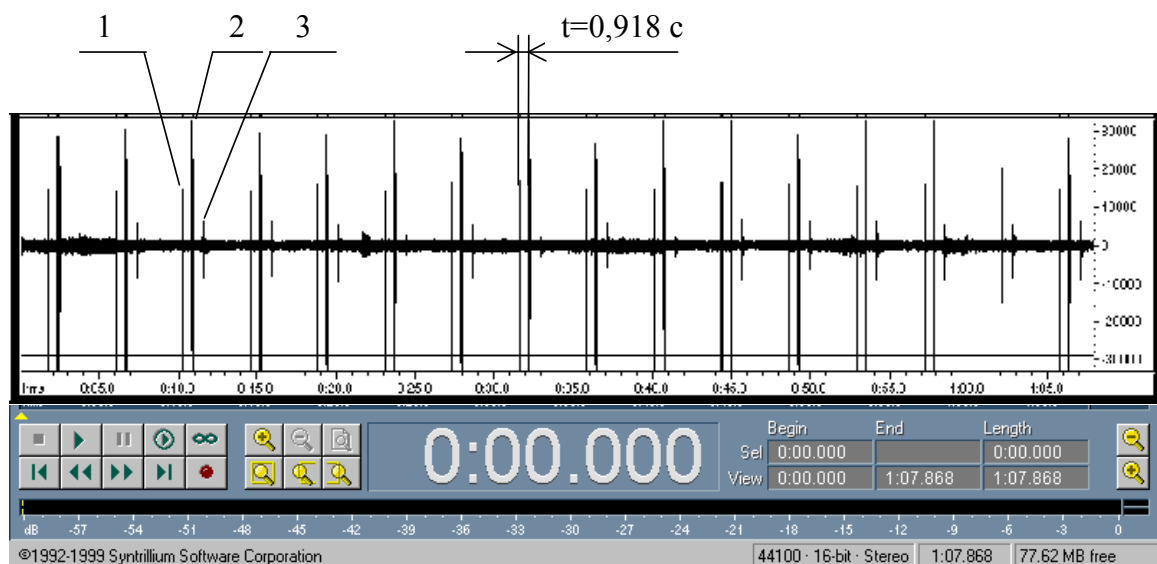 1 2 3 t=0,918 с
30000
20000
10000
0
-10000
20000
-30000
hms 0:05.0 0:10.0 0:15.0 0:20.0 0:25.0 0:30.0 0:35.0 0:40.0 0:45.0 0:50.0 0:55.0 1:00.0 1:05.0
0:00.000
Begin End Length
Sel 0:00.000 0:00.000
View 0:00.000 1:07.868 1:07.868
dB -57 -54 -51 -48 -45 -42 -39 -36 -33 -30 -27 -24 -21 -18 -15 -12 -9 -6 -3 0
©1992-1999 Syntrillium Software Corporation 44100 · 16-bit · Stereo 1:07.868 77.62 MB free